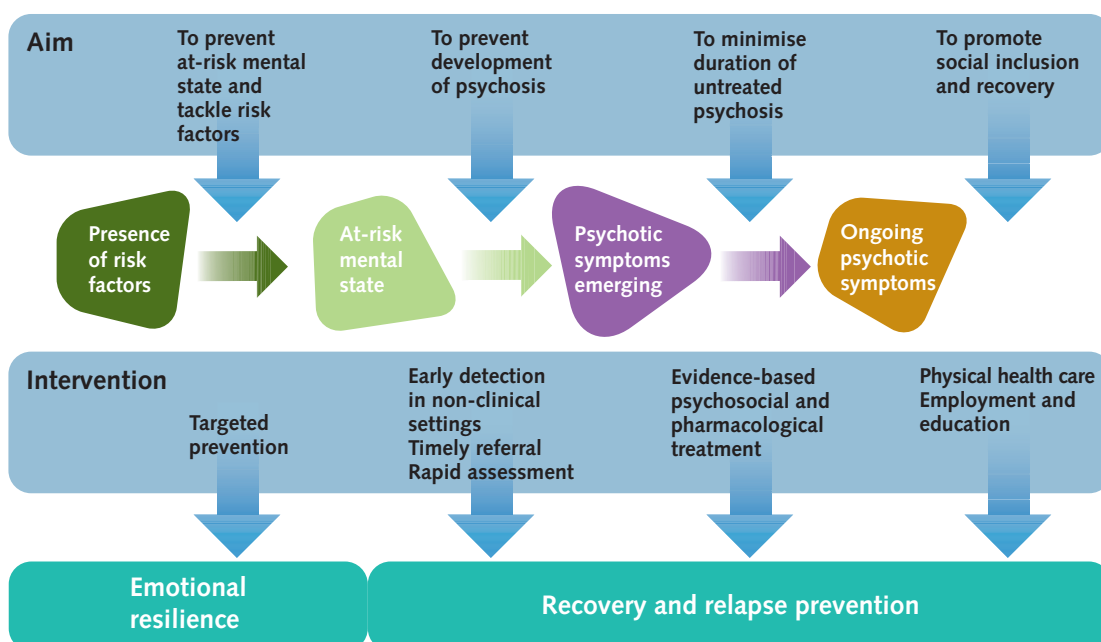 Aim
To prevent
at-risk mental
state and
tackle risk
factors
To prevent
development
of psychosis
To minimise
duration of
untreated
psychosis
To promote
social inclusion
and recovery
Presence
of risk
factors
At-risk
mental
state
Psychotic
symptoms
emerging
Ongoing
psychotic
symptoms
Intervention
Targeted
prevention
Early detection
in non-clinical
settings
Timely referral
Rapid assessment
Evidence-based
psychosocial and
pharmacological
treatment
Physical health care
Employment and
education
Emotional
resilience
Recovery and relapse prevention